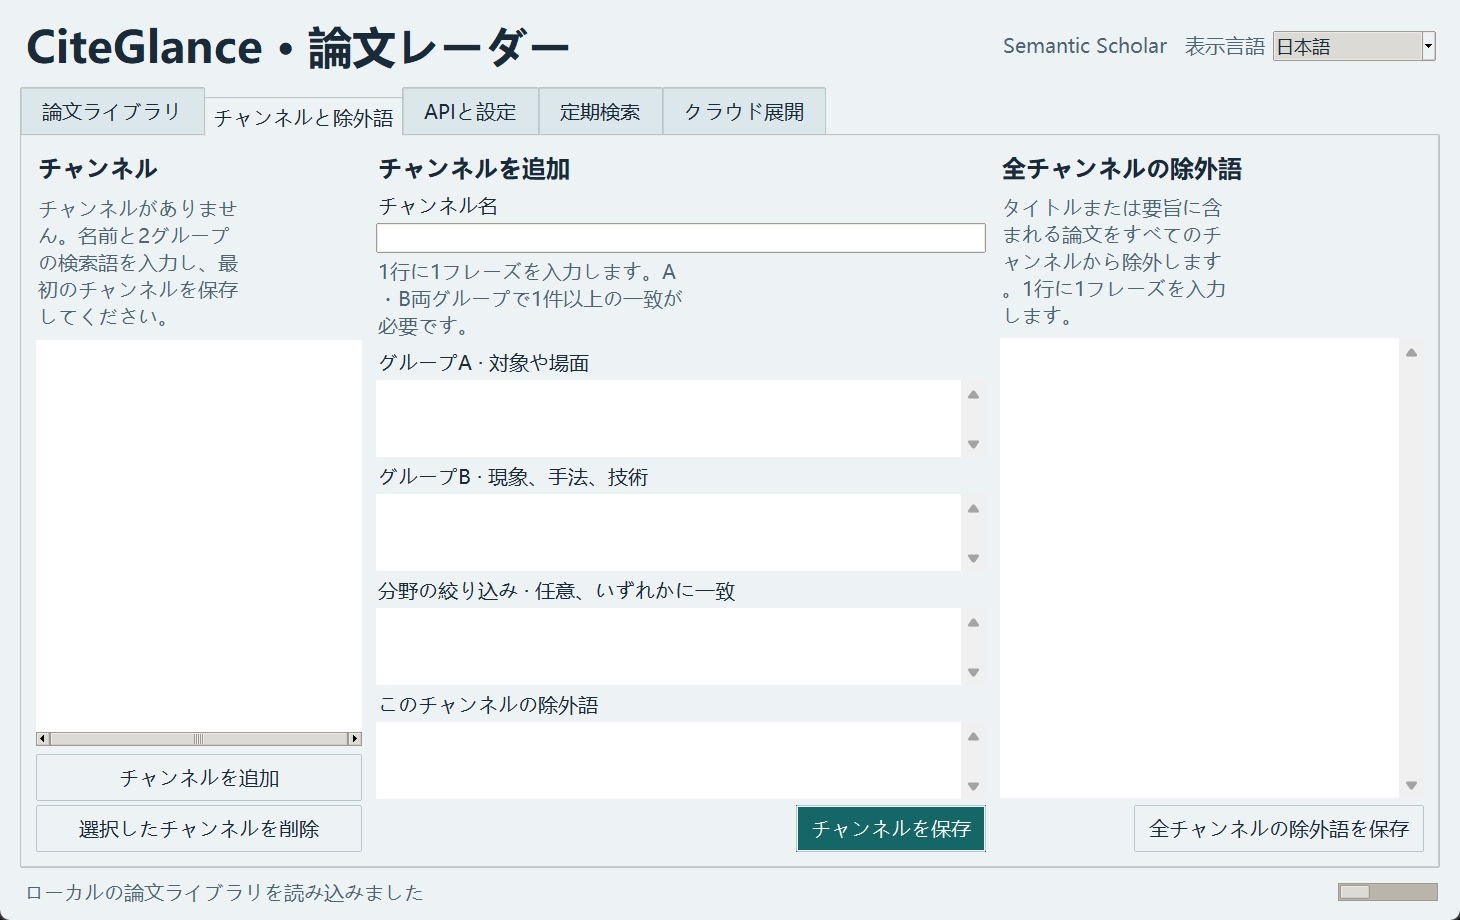 CiteGlance・論文レーダー
Semantic Scholar 表示言語 日本語
論文ライブラリ チャンネルと除外語 APIと設定 定期検索 クラウド展開
チャンネル
チャンネルがありませ
ん。名前と2グループ
の検索語を入力し、最
初のチャンネルを保存
してください。
チャンネルを追加
選択したチャンネルを削除
チャンネルを追加
チャンネル名
1行に1フレーズを入力します。A
・B両グループで1件以上の一致が
必要です。
グループA · 対象や場面
グループB · 現象、手法、技術
分野の絞り込み · 任意、いずれかに一致
このチャンネルの除外語
チャンネルを保存
全チャンネルの除外語
タイトルまたは要旨に含
まれる論文をすべてのチ
ャンネルから除外します
。1行に1フレーズを入力
します。
全チャンネルの除外語を保存
ローカルの論文ライブラリを読み込みました